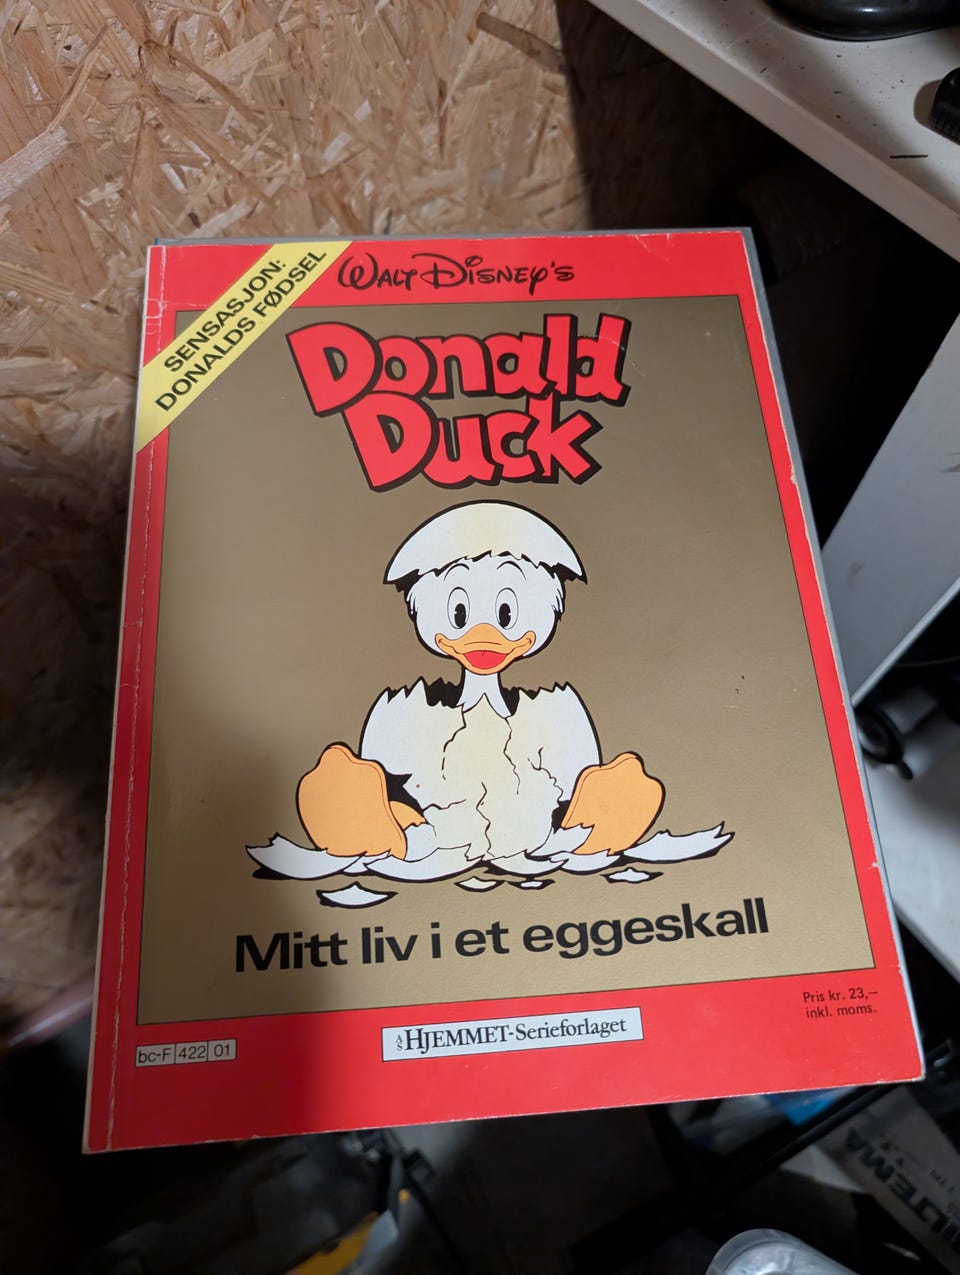 SENSASJON:
DONALDS FØDSEL
WALT DISNEY'S
Donald
Duck
Mitt liv i et eggeskall
Pris kr. 23,–
inkl. moms.
A/S HJEMMET-Serieforlaget
bc-F 422 01